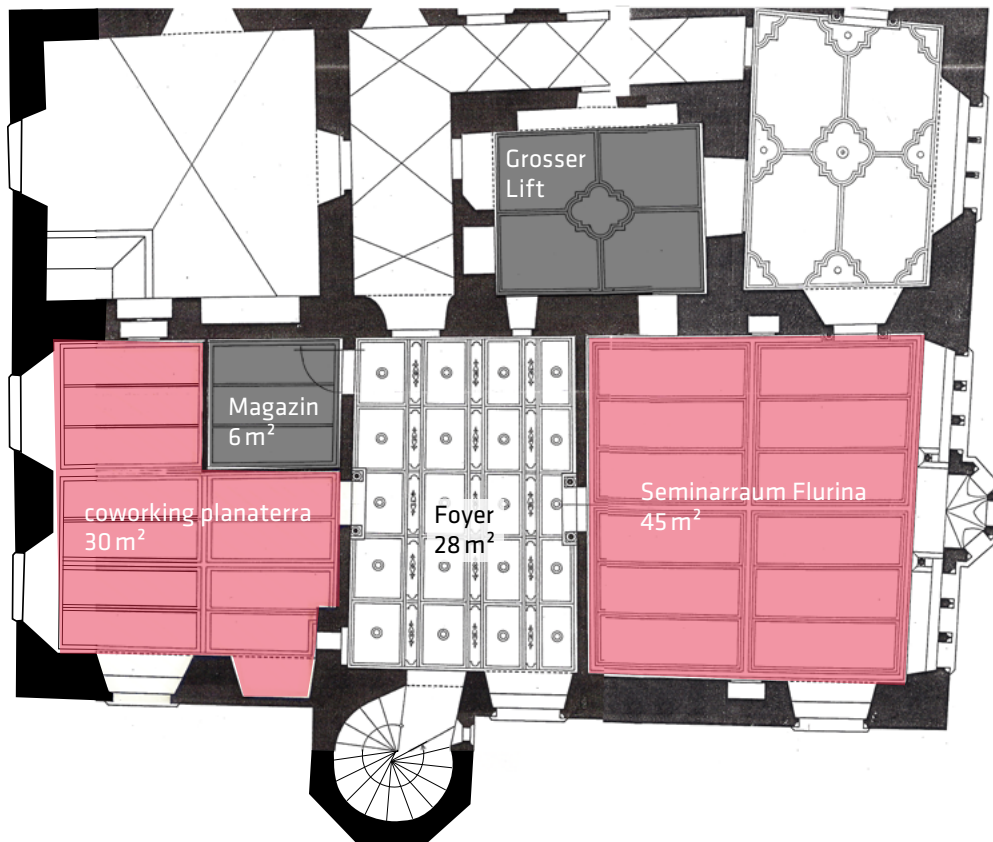 Grosser
Lift
Magazin
6 m²
coworking planaterra
30 m²
Foyer
28 m²
Seminarraum Flurina
45 m²